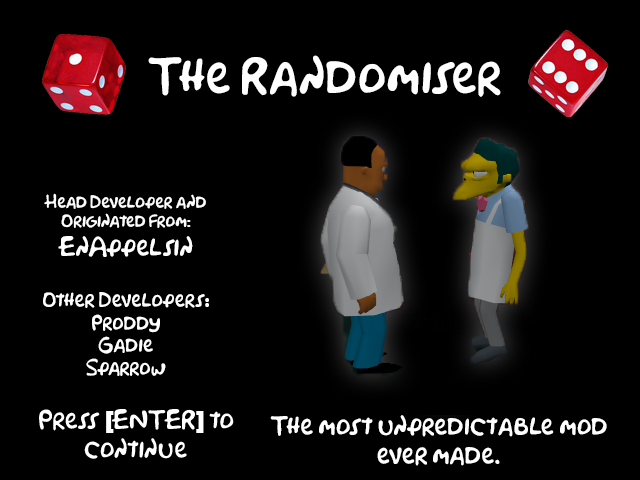 The Randomiser
Head Developer and
Originated From:
EnAppelsin
Other Developers:
Proddy
Gadie
Sparrow
Press [ENTER] to
continue
The most unpredictable mod
ever made.